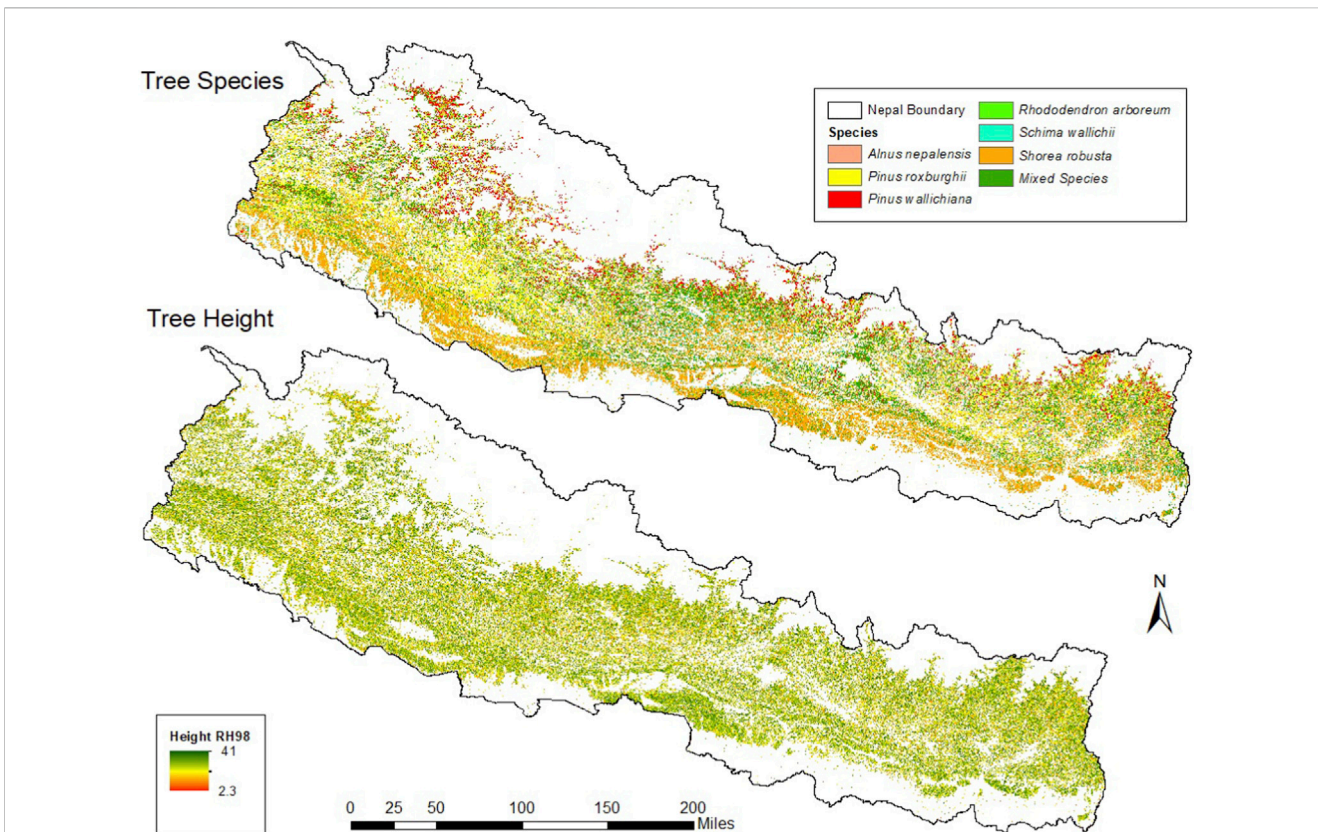 Tree Species
Nepal Boundary
Species
Alnus nepalensis
Pinus roxburghii
Pinus wallichiana
Rhododendron arboreum
Schima wallichii
Shorea robusta
Mixed Species
Tree Height
N
Height RH98
41
2.3
0 25 50 100 150 200
Miles